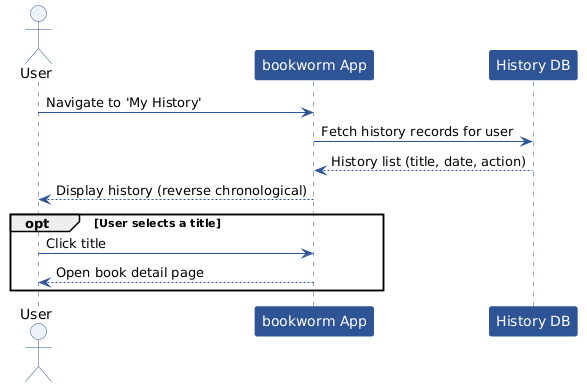 User
bookworm App
History DB
Navigate to 'My History'
Fetch history records for user
History list (title, date, action)
Display history (reverse chronological)
opt [User selects a title]
Click title
Open book detail page
User
bookworm App
History DB